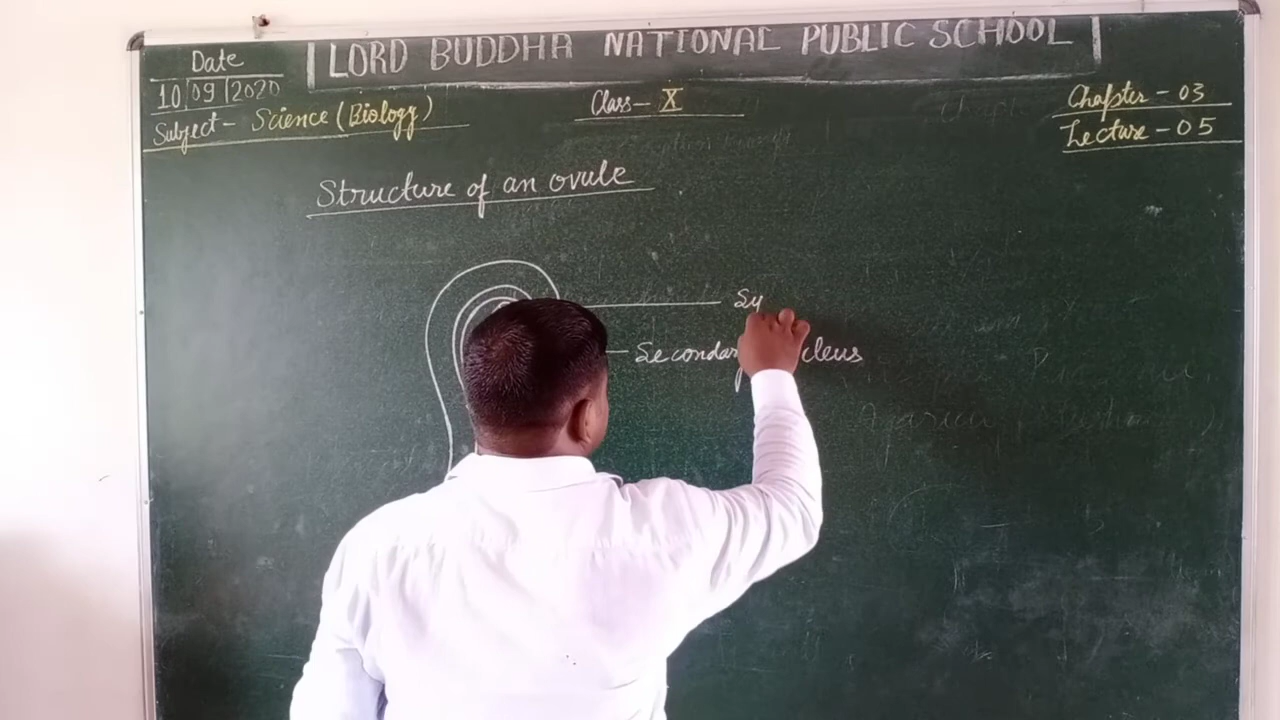 Date
LORD BUDDHA NATIONAL PUBLIC SCHOOL
10/09/2020
Subject - Science (Biology)
Class - X
Chapter - 03
Lecture - 05
Structure of an ovule
Sy
Secondary cleus